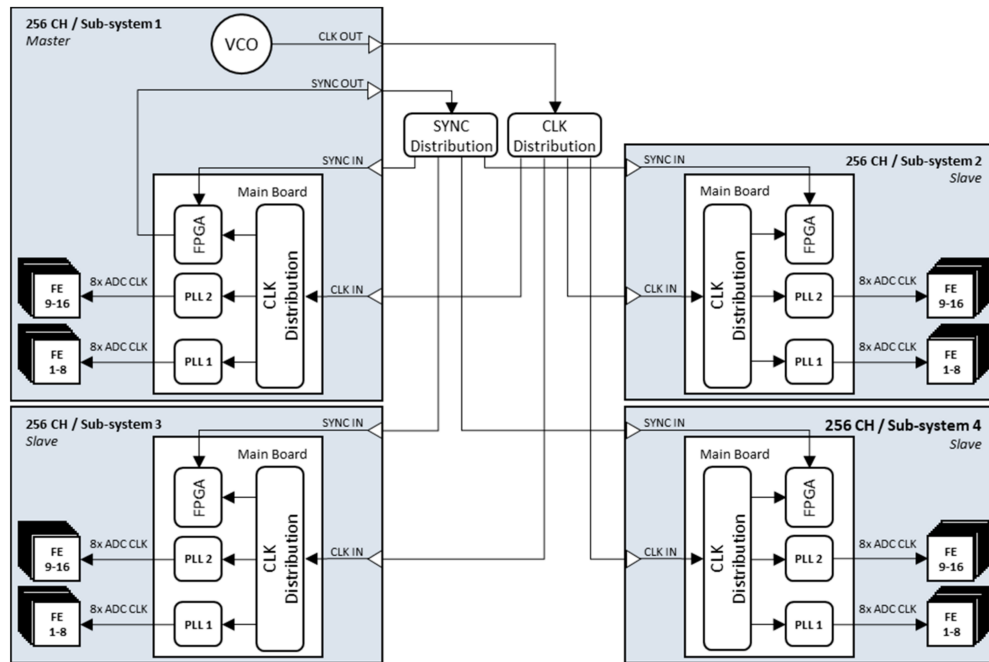 256 CH / Sub-system 1
Master
VCO
CLK OUT
SYNC OUT
SYNC
Distribution
CLK
Distribution
SYNC IN
Main Board
FPGA
CLK
Distribution
8x ADC CLK
PLL 2
CLK IN
FE
9-16
8x ADC CLK
PLL 1
FE
1-8
SYNC IN
256 CH / Sub-system 2
Slave
Main Board
FPGA
CLK
Distribution
CLK IN
PLL 2
8x ADC CLK
FE
9-16
PLL 1
8x ADC CLK
FE
1-8
256 CH / Sub-system 3
Slave
SYNC IN
Main Board
FPGA
CLK
Distribution
8x ADC CLK
PLL 2
CLK IN
FE
9-16
8x ADC CLK
PLL 1
FE
1-8
SYNC IN
256 CH / Sub-system 4
Slave
Main Board
FPGA
CLK
Distribution
CLK IN
PLL 2
8x ADC CLK
FE
9-16
PLL 1
8x ADC CLK
FE
1-8